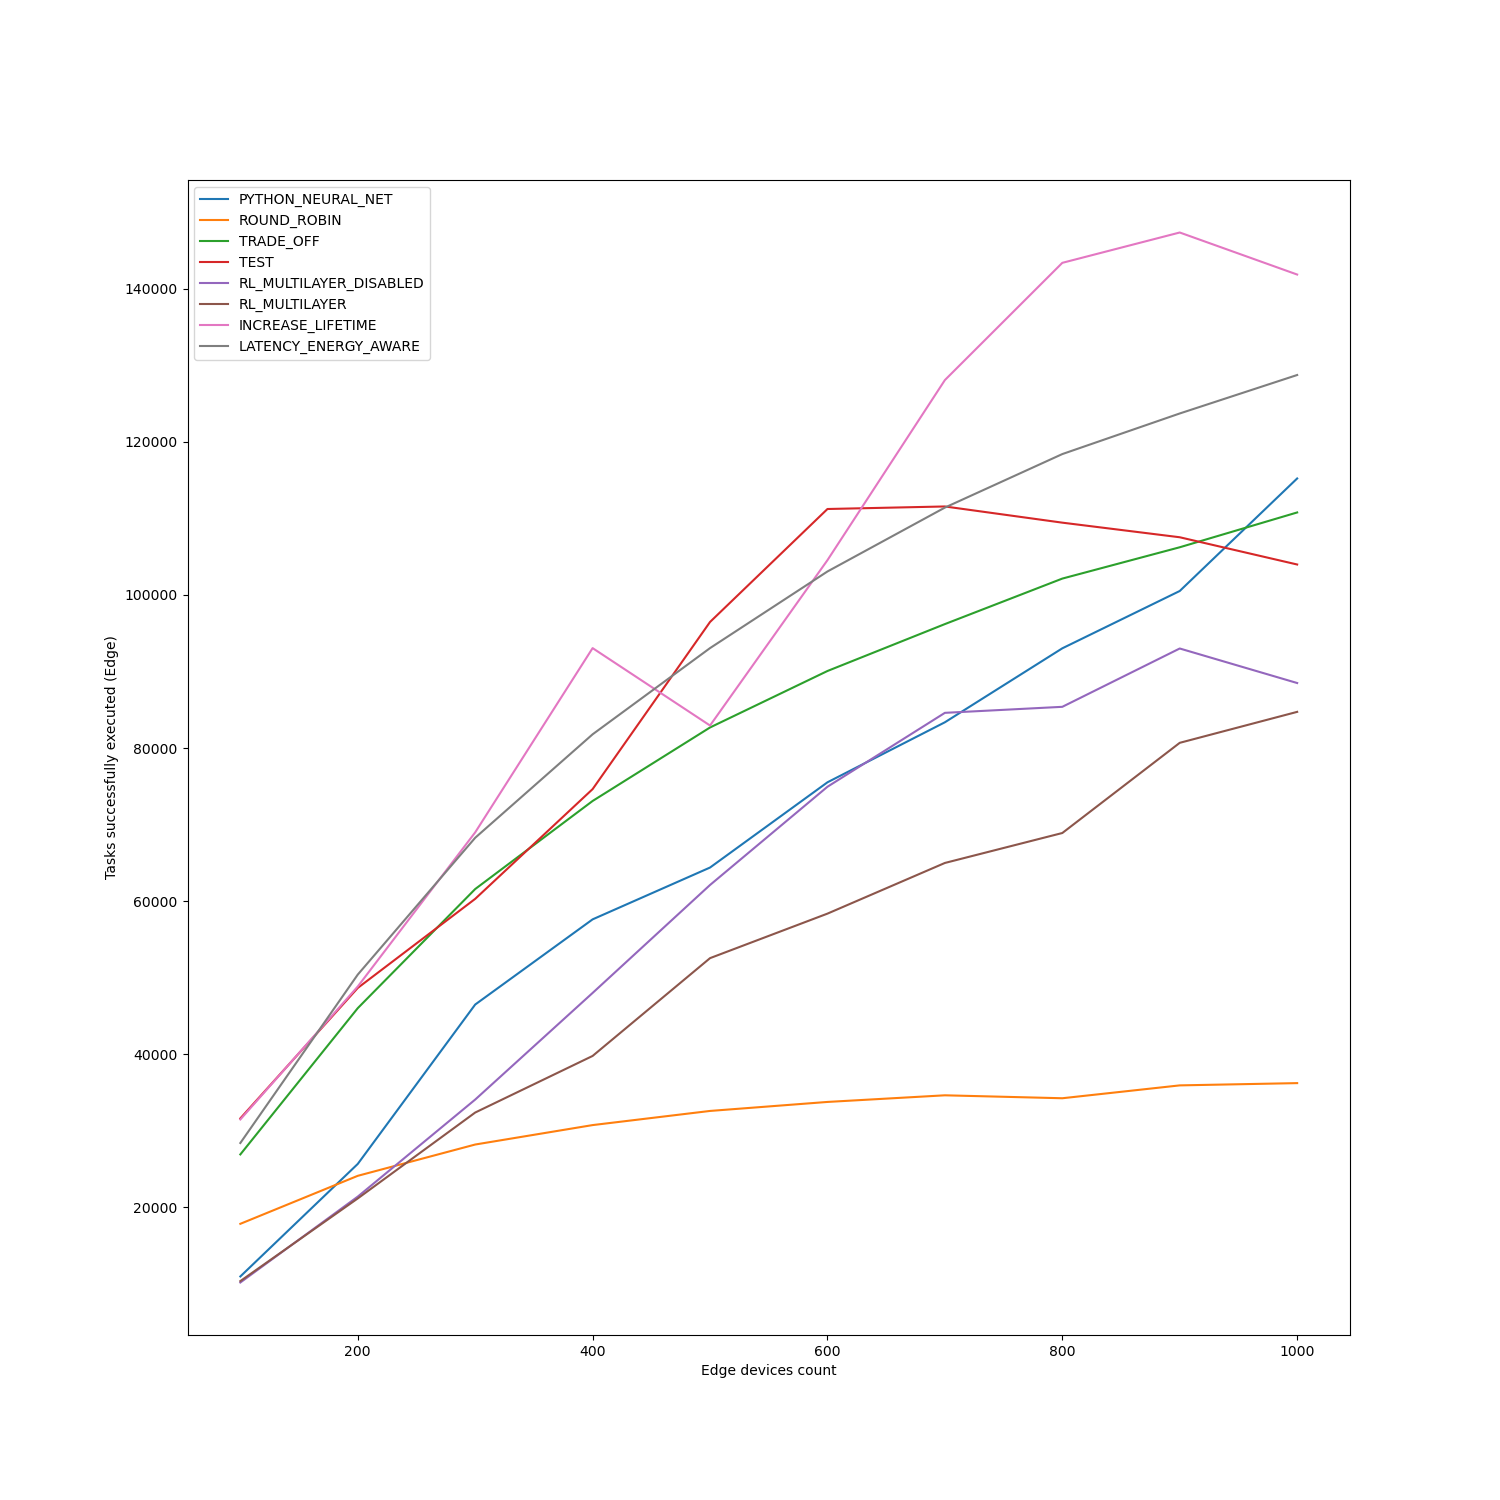 PYTHON_NEURAL_NET
ROUND_ROBIN
TRADE_OFF
TEST
RL_MULTILAYER_DISABLED
RL_MULTILAYER
INCREASE_LIFETIME
LATENCY_ENERGY_AWARE
140000
120000
100000
80000
60000
40000
20000
Tasks successfully executed (Edge)
200 400 600 800 1000
Edge devices count